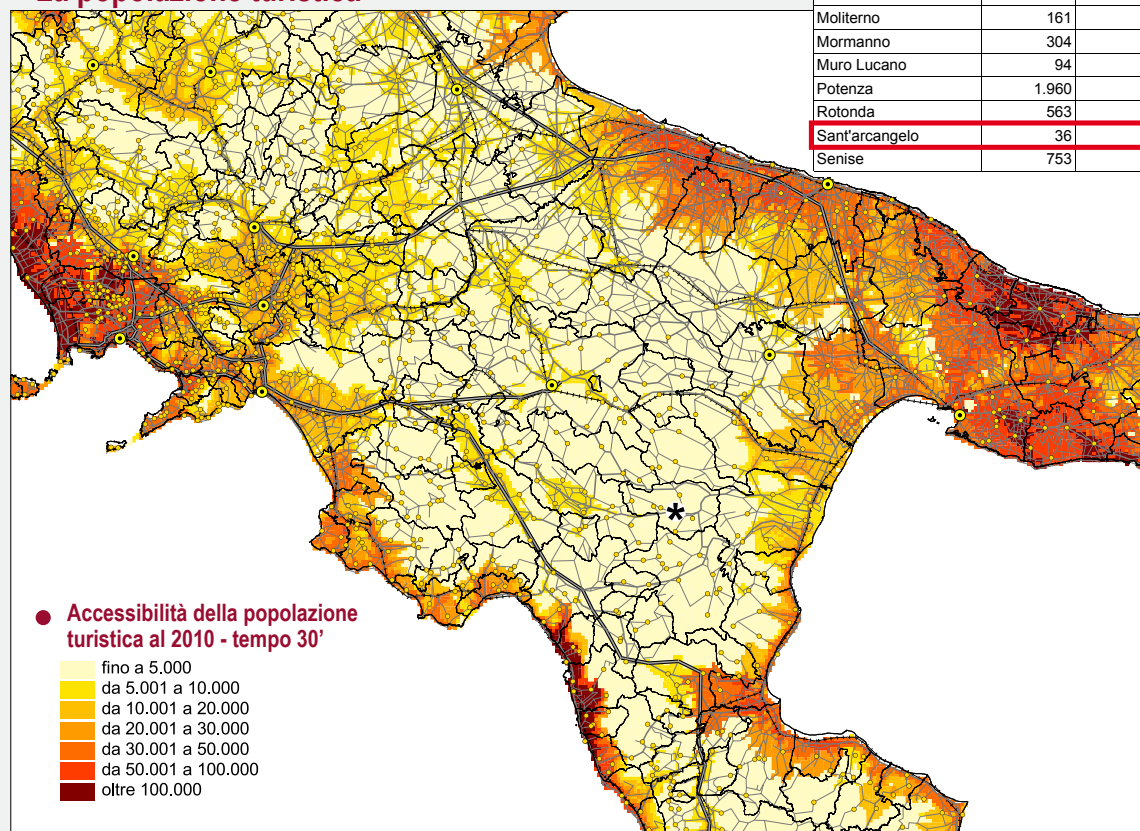 La popolazione turistica
Moliterno 161
Mormanno 304
Muro Lucano 94
Potenza 1.960
Rotonda 563
Sant'arcangelo 36
Senise 753
*
Accessibilità della popolazione
turistica al 2010 - tempo 30'
fino a 5.000
da 5.001 a 10.000
da 10.001 a 20.000
da 20.001 a 30.000
da 30.001 a 50.000
da 50.001 a 100.000
oltre 100.000